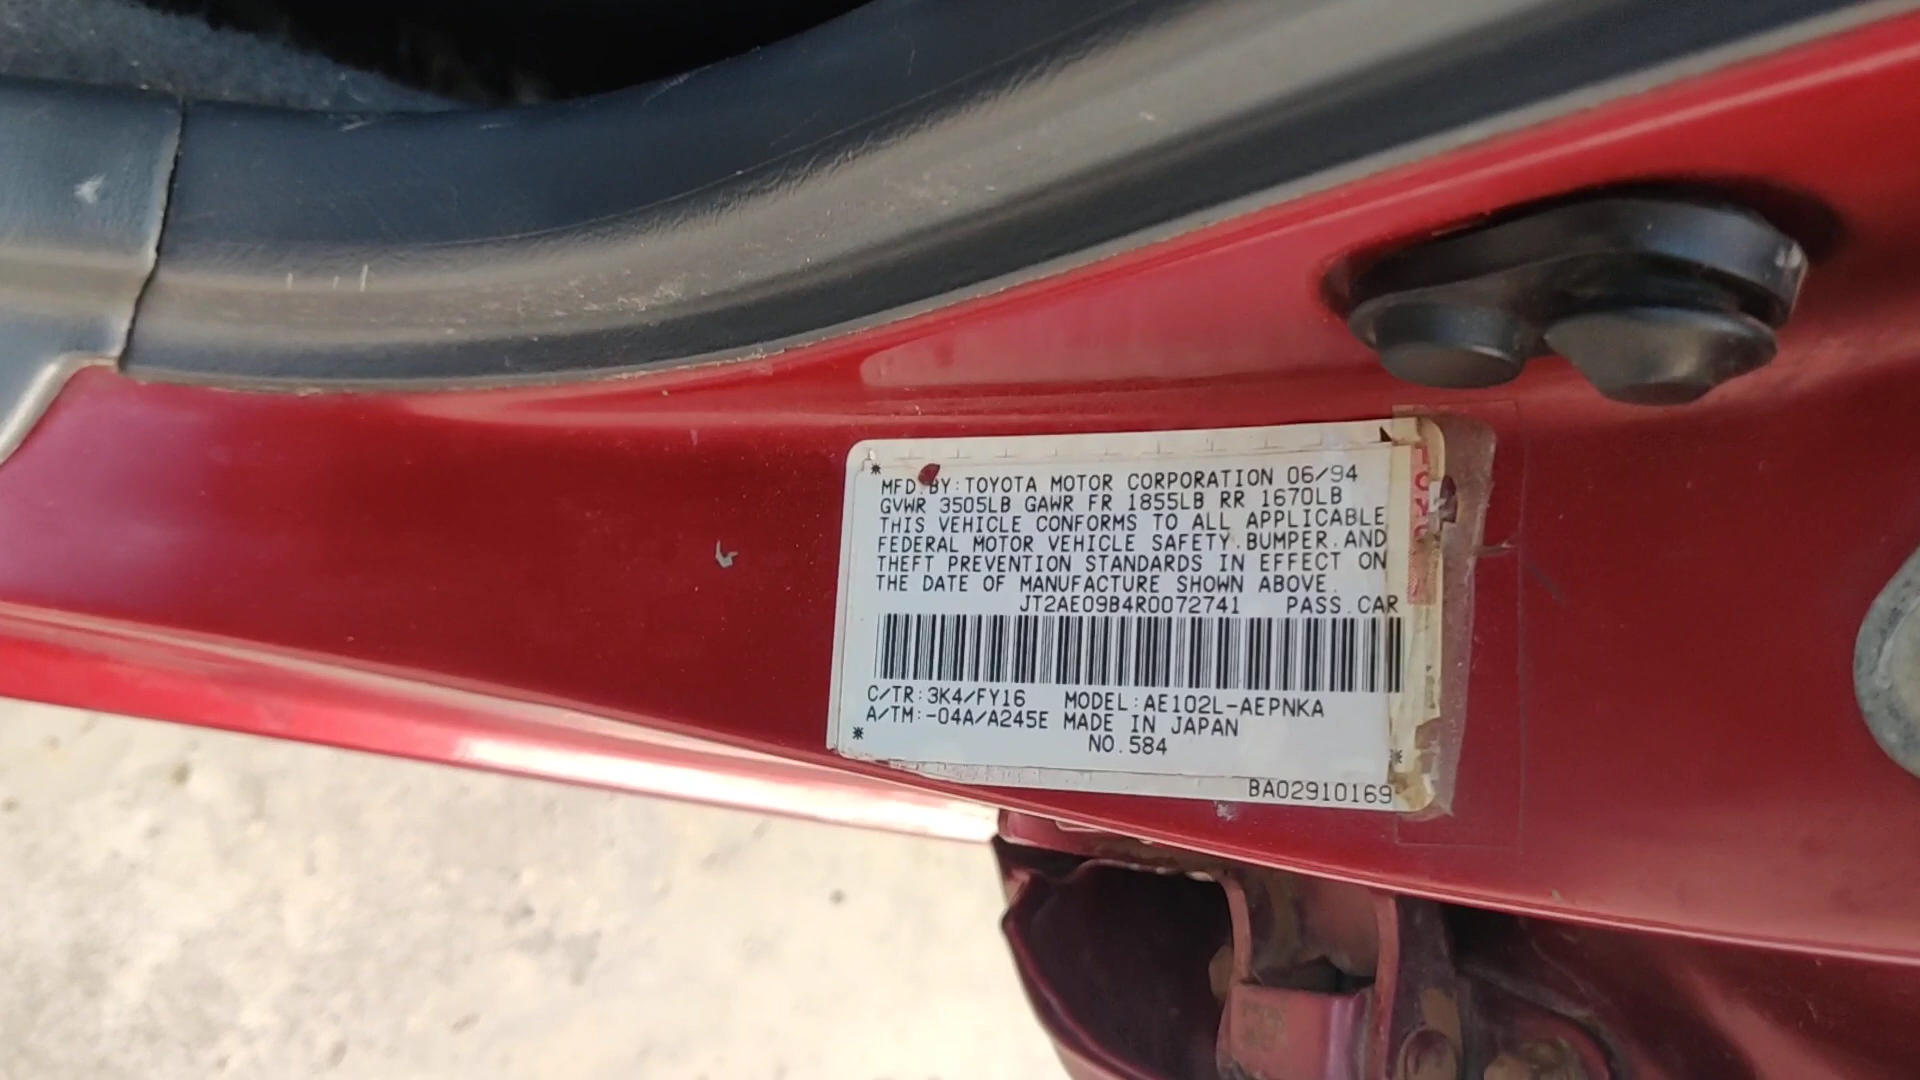 MFD.BY:TOYOTA MOTOR CORPORATION 06/94
GVWR 3505LB GAWR FR 1855LB RR 1670LB
THIS VEHICLE CONFORMS TO ALL APPLICABLE
FEDERAL MOTOR VEHICLE SAFETY.BUMPER.AND
THEFT PREVENTION STANDARDS IN EFFECT ON
THE DATE OF MANUFACTURE SHOWN ABOVE.
JT2AE09B4R0072741 PASS.CAR
C/TR:3K4/FY16 MODEL:AE102L-AEPNKA
A/TM:-04A/A245E MADE IN JAPAN
NO.584
BA02910169